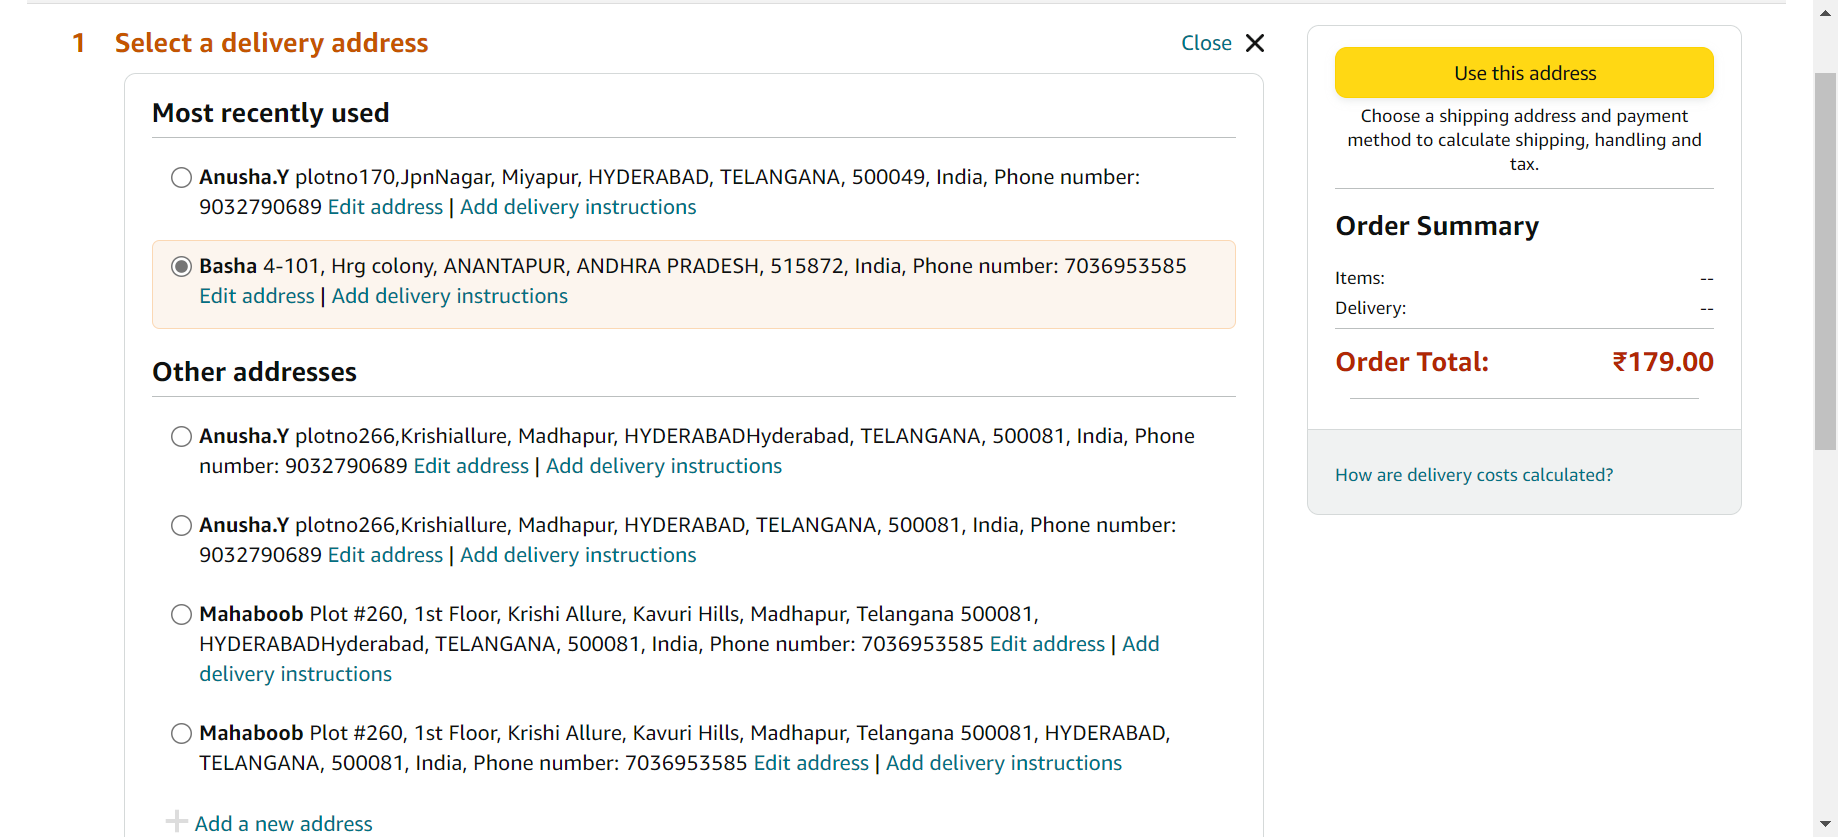 1 Select a delivery address
Close
Most recently used
Anusha.Y plotno170,JpnNagar, Miyapur, HYDERABAD, TELANGANA, 500049, India, Phone number:
9032790689 Edit address | Add delivery instructions
Basha 4-101, Hrg colony, ANANTAPUR, ANDHRA PRADESH, 515872, India, Phone number: 7036953585
Edit address | Add delivery instructions
Other addresses
Anusha.Y plotno266,Krishiallure, Madhapur, HYDERABADHyderabad, TELANGANA, 500081, India, Phone
number: 9032790689 Edit address | Add delivery instructions
Anusha.Y plotno266,Krishiallure, Madhapur, HYDERABAD, TELANGANA, 500081, India, Phone number:
9032790689 Edit address | Add delivery instructions
Mahaboob Plot #260, 1st Floor, Krishi Allure, Kavuri Hills, Madhapur, Telangana 500081,
HYDERABADHyderabad, TELANGANA, 500081, India, Phone number: 7036953585 Edit address | Add
delivery instructions
Mahaboob Plot #260, 1st Floor, Krishi Allure, Kavuri Hills, Madhapur, Telangana 500081, HYDERABAD,
TELANGANA, 500081, India, Phone number: 7036953585 Edit address | Add delivery instructions
Add a new address
Use this address
Choose a shipping address and payment
method to calculate shipping, handling and
tax.
Order Summary
Items: --
Delivery: --
Order Total: ₹179.00
How are delivery costs calculated?